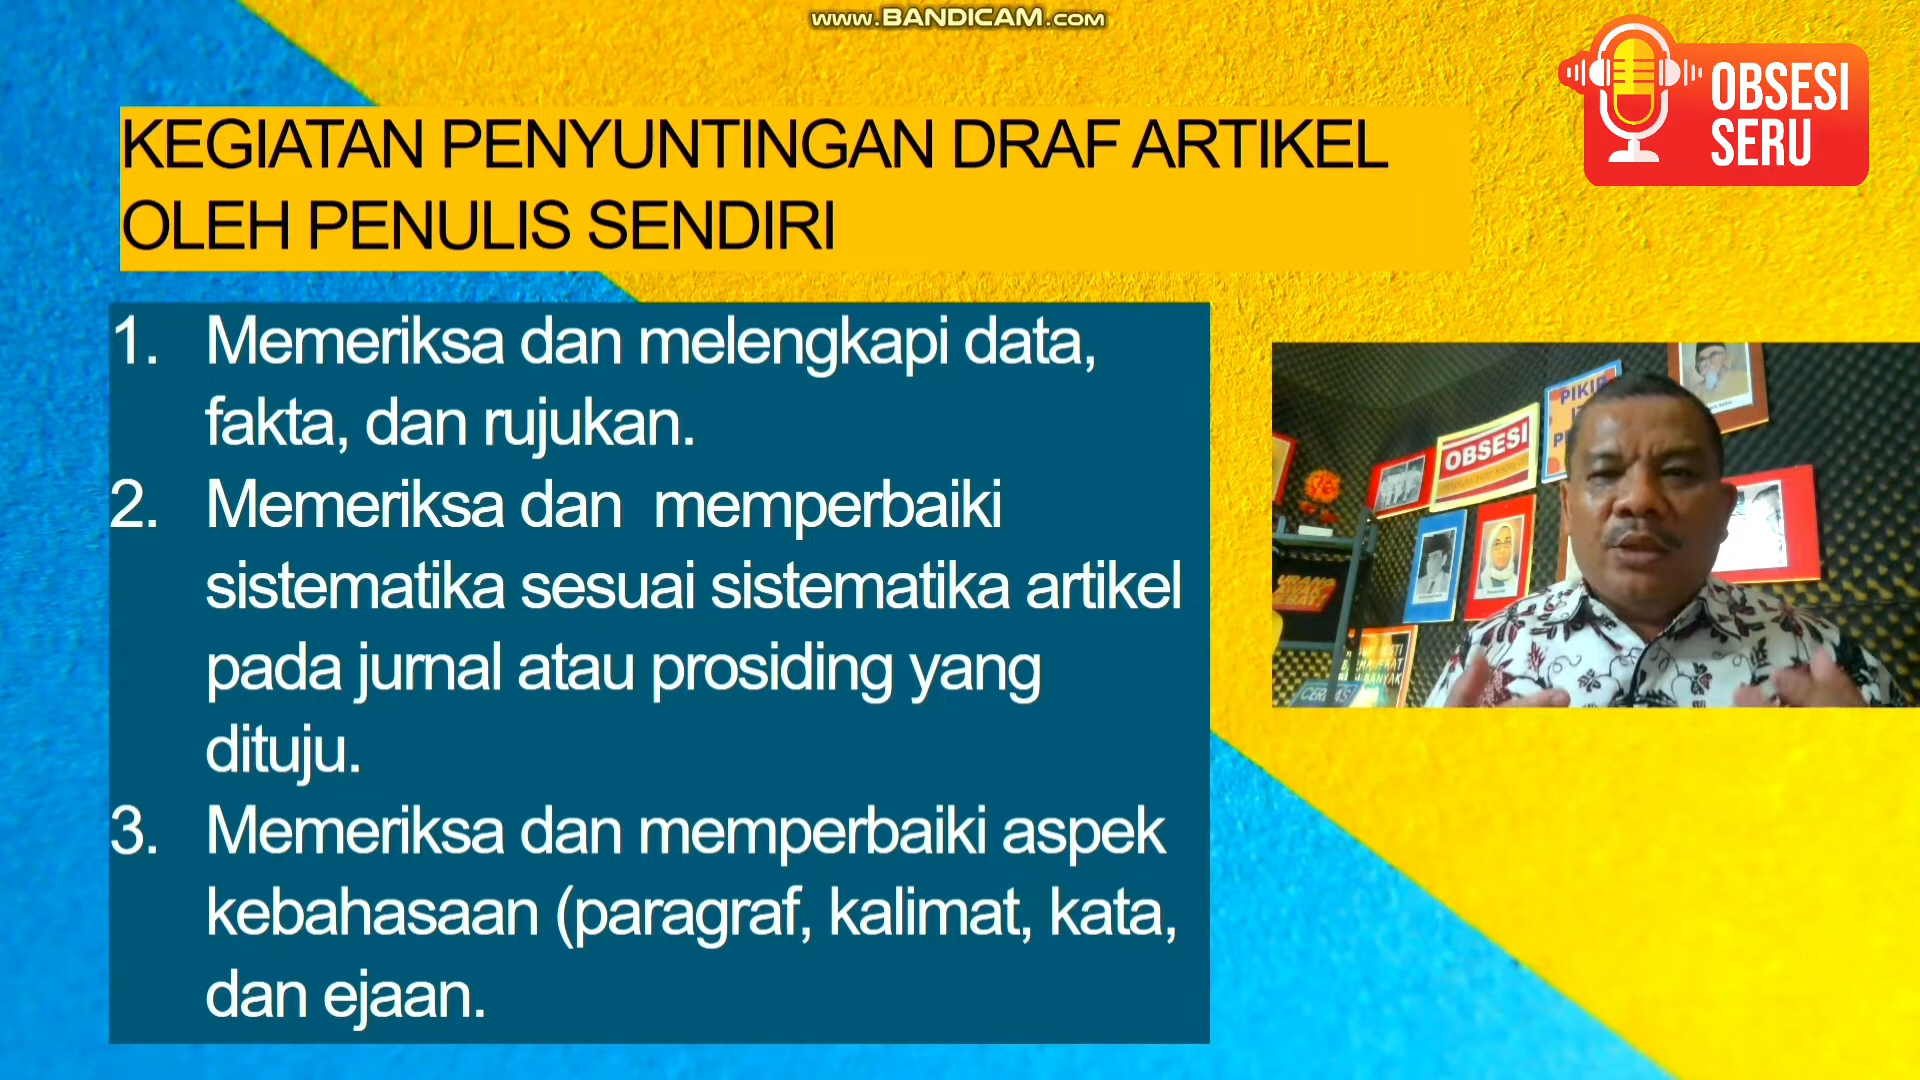 www.BANDICAM.com
OBSESI
SERU
KEGIATAN PENYUNTINGAN DRAF ARTIKEL
OLEH PENULIS SENDIRI
1. Memeriksa dan melengkapi data,
fakta, dan rujukan.
2. Memeriksa dan memperbaiki
sistematika sesuai sistematika artikel
pada jurnal atau prosiding yang
dituju.
3. Memeriksa dan memperbaiki aspek
kebahasaan (paragraf, kalimat, kata,
dan ejaan.
OBSESI
PIKIR